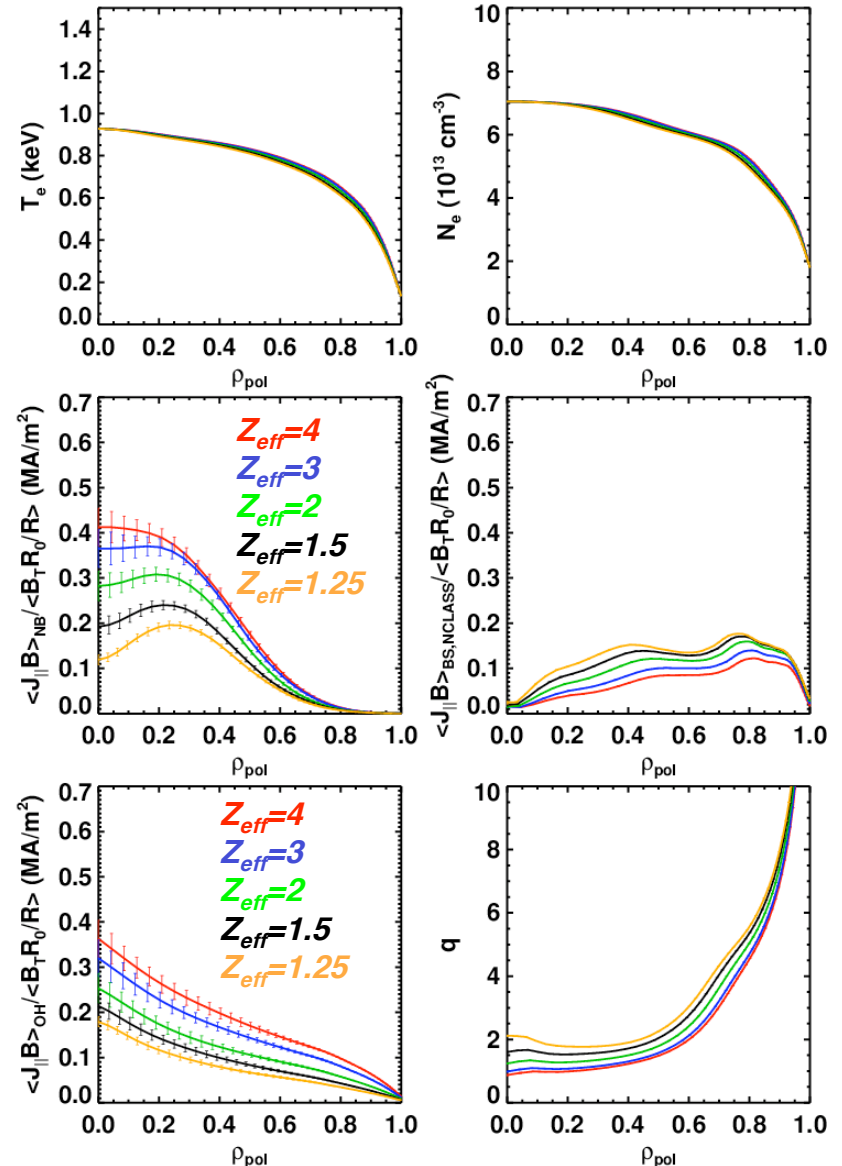 T_e (keV)
1.4
1.2
1.0
0.8
0.6
0.4
0.2
0.0
0.0 0.2 0.4 0.6 0.8 1.0
ρ_pol
N_e (10^13 cm^-3)
10
8
6
4
2
0
0.0 0.2 0.4 0.6 0.8 1.0
ρ_pol
<J_||B>_NB/<B_TR_0/R> (MA/m^2)
0.7
0.6
0.5
0.4
0.3
0.2
0.1
0.0
Z_eff=4
Z_eff=3
Z_eff=2
Z_eff=1.5
Z_eff=1.25
0.0 0.2 0.4 0.6 0.8 1.0
ρ_pol
<J_||B>_BS,NCLASS/<B_TR_0/R> (MA/m^2)
0.7
0.6
0.5
0.4
0.3
0.2
0.1
0.0
0.0 0.2 0.4 0.6 0.8 1.0
ρ_pol
<J_||B>_OH/<B_TR_0/R> (MA/m^2)
0.7
0.6
0.5
0.4
0.3
0.2
0.1
0.0
Z_eff=4
Z_eff=3
Z_eff=2
Z_eff=1.5
Z_eff=1.25
0.0 0.2 0.4 0.6 0.8 1.0
ρ_pol
q
10
8
6
4
2
0
0.0 0.2 0.4 0.6 0.8 1.0
ρ_pol